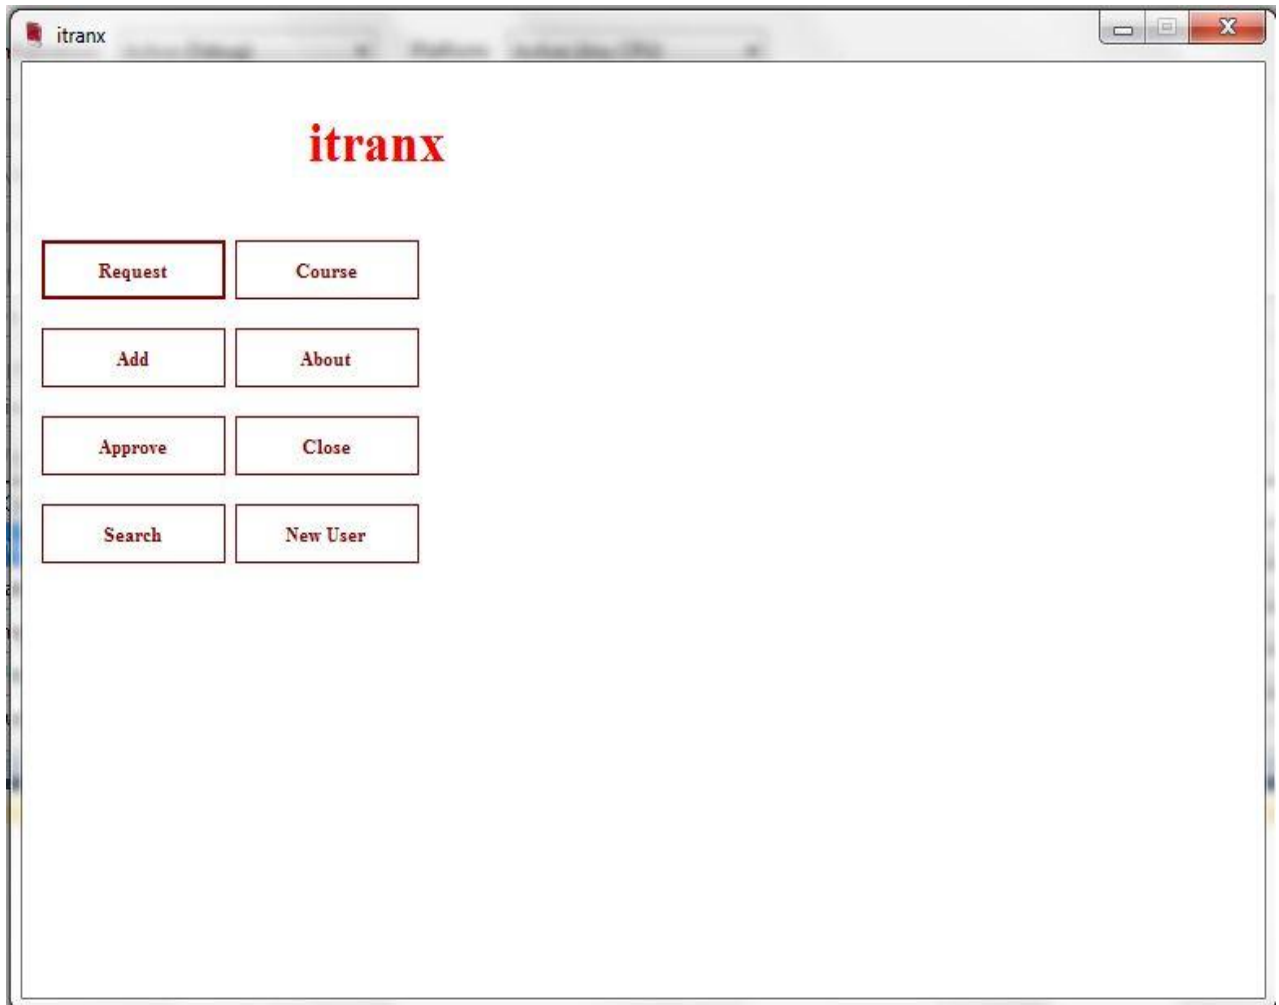 itranx
itranx
Request Course
Add About
Approve Close
Search New User